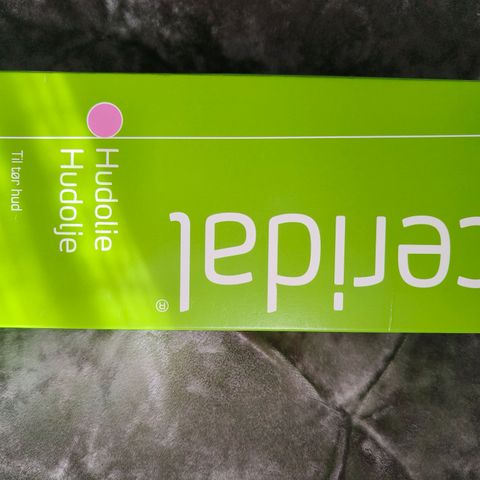 ceridal®
Hudolie
Hudolje
Til tør hud